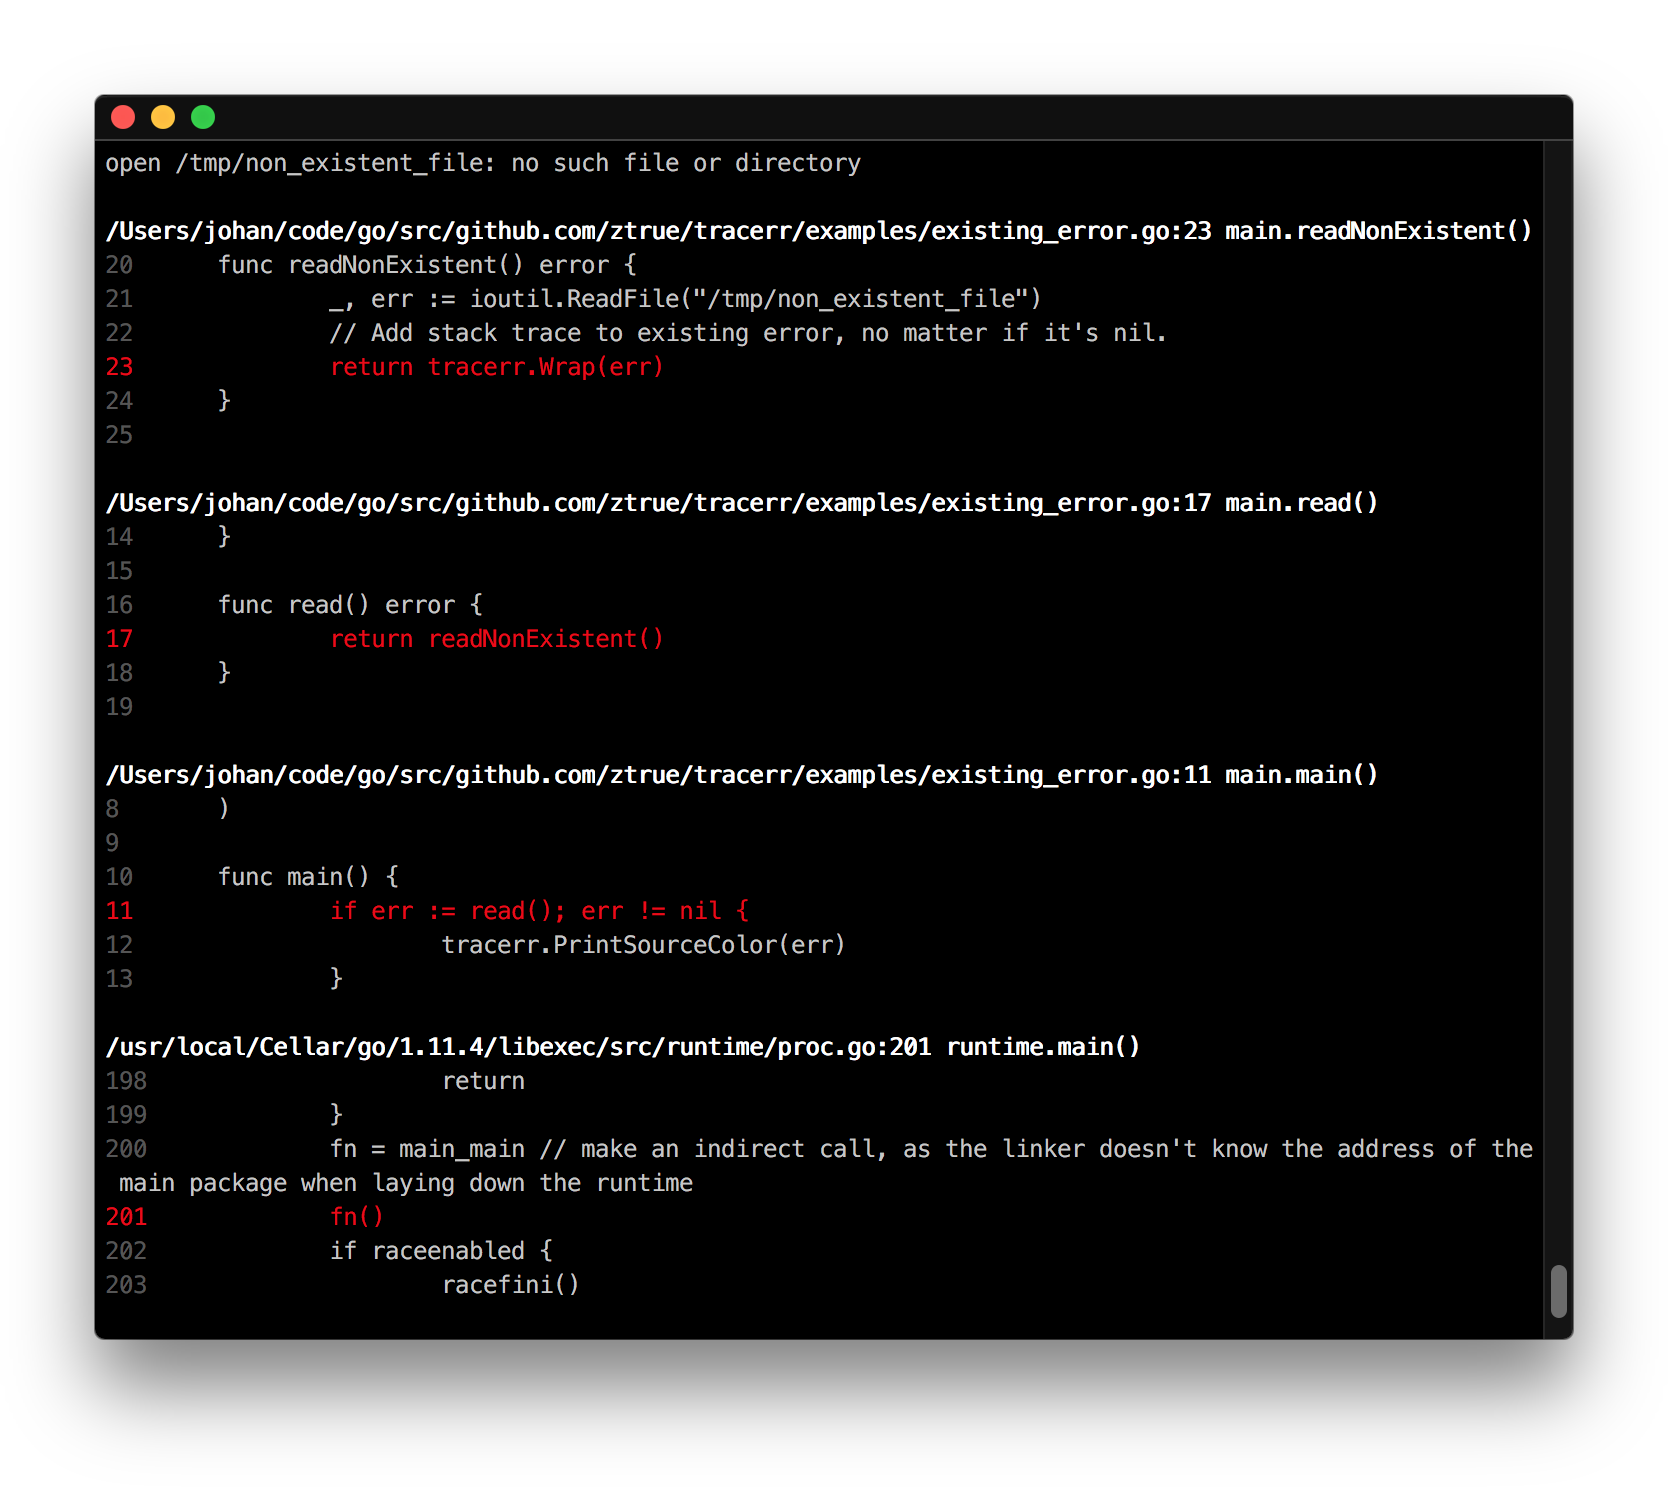 open /tmp/non_existent_file: no such file or directory

/Users/johan/code/go/src/github.com/ztrue/tracerr/examples/existing_error.go:23 main.readNonExistent()
20      func readNonExistent() error {
21              _, err := ioutil.ReadFile("/tmp/non_existent_file")
22              // Add stack trace to existing error, no matter if it's nil.
23              return tracerr.Wrap(err)
24      }
25

/Users/johan/code/go/src/github.com/ztrue/tracerr/examples/existing_error.go:17 main.read()
14      }
15
16      func read() error {
17              return readNonExistent()
18      }
19

/Users/johan/code/go/src/github.com/ztrue/tracerr/examples/existing_error.go:11 main.main()
8       )
9
10      func main() {
11              if err := read(); err != nil {
12                      tracerr.PrintSourceColor(err)
13              }

/usr/local/Cellar/go/1.11.4/libexec/src/runtime/proc.go:201 runtime.main()
198                     return
199             }
200             fn = main_main // make an indirect call, as the linker doesn't know the address of the
 main package when laying down the runtime
201             fn()
202             if raceenabled {
203                     racefini()